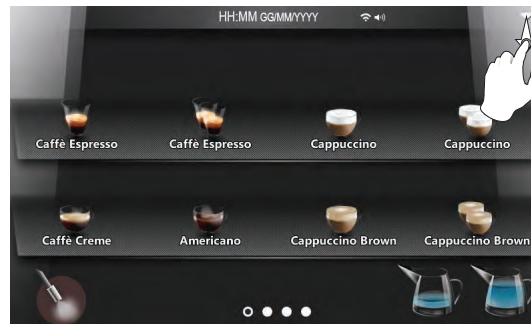 HH:MM GG/MM/YYYY
Caffè Espresso Caffè Espresso Cappuccino Cappuccino
Caffè Creme Americano Cappuccino Brown Cappuccino Brown